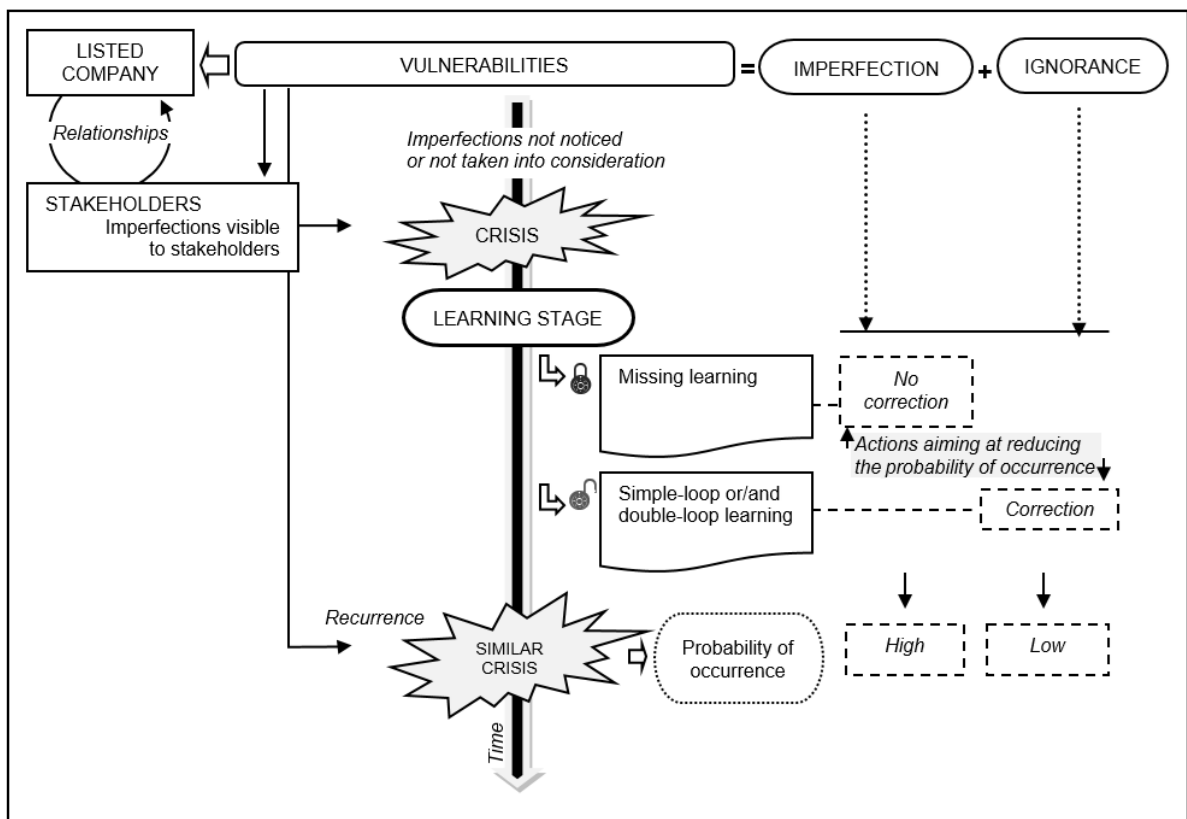 LISTED
COMPANY
VULNERABILITIES
=
IMPERFECTION
+
IGNORANCE
Relationships
Imperfections not noticed
or not taken into consideration
STAKEHOLDERS
Imperfections visible
to stakeholders
CRISIS
LEARNING STAGE
Missing learning
No
correction
Actions aiming at reducing
the probability of occurrence
Simple-loop or/and
double-loop learning
Correction
Recurrence
SIMILAR
CRISIS
Probability of
occurrence
High
Low
Time